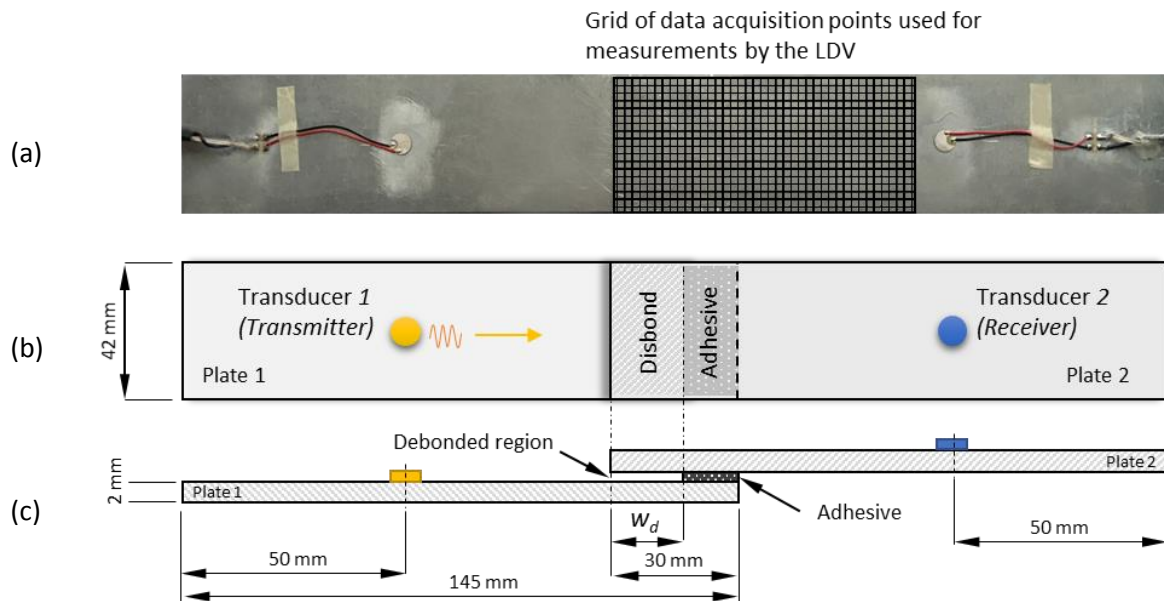 Grid of data acquisition points used for
measurements by the LDV
(a)
(b)
42 mm
Transducer 1
(Transmitter)
Plate 1
Disbond
Adhesive
Transducer 2
(Receiver)
Plate 2
(c)
2 mm
Debonded region
Plate 1
Plate 2
Adhesive
wd
50 mm
30 mm
50 mm
145 mm